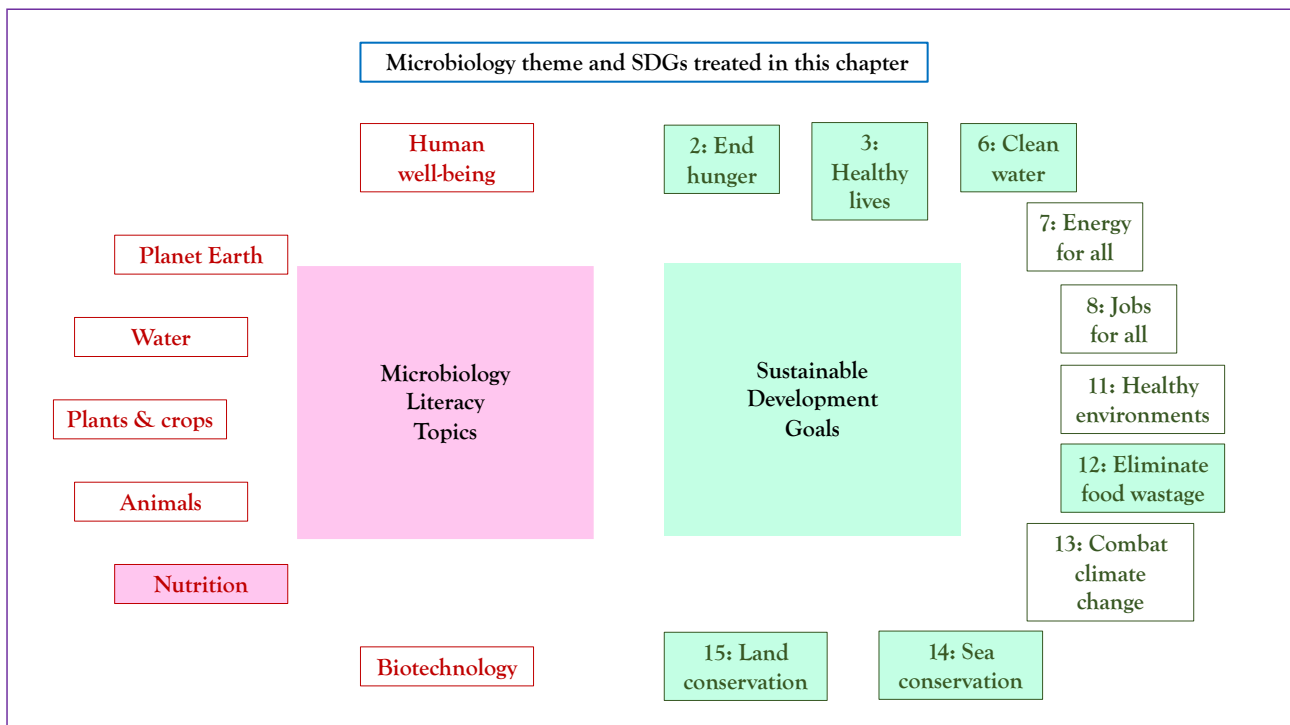 Microbiology theme and SDGs treated in this chapter
Human
well-being
Planet Earth
Water
Plants & crops
Animals
Nutrition
Biotechnology
Microbiology
Literacy
Topics
Sustainable
Development
Goals
2: End
hunger
3:
Healthy
lives
6: Clean
water
7: Energy
for all
8: Jobs
for all
11: Healthy
environments
12: Eliminate
food wastage
13: Combat
climate
change
14: Sea
conservation
15: Land
conservation